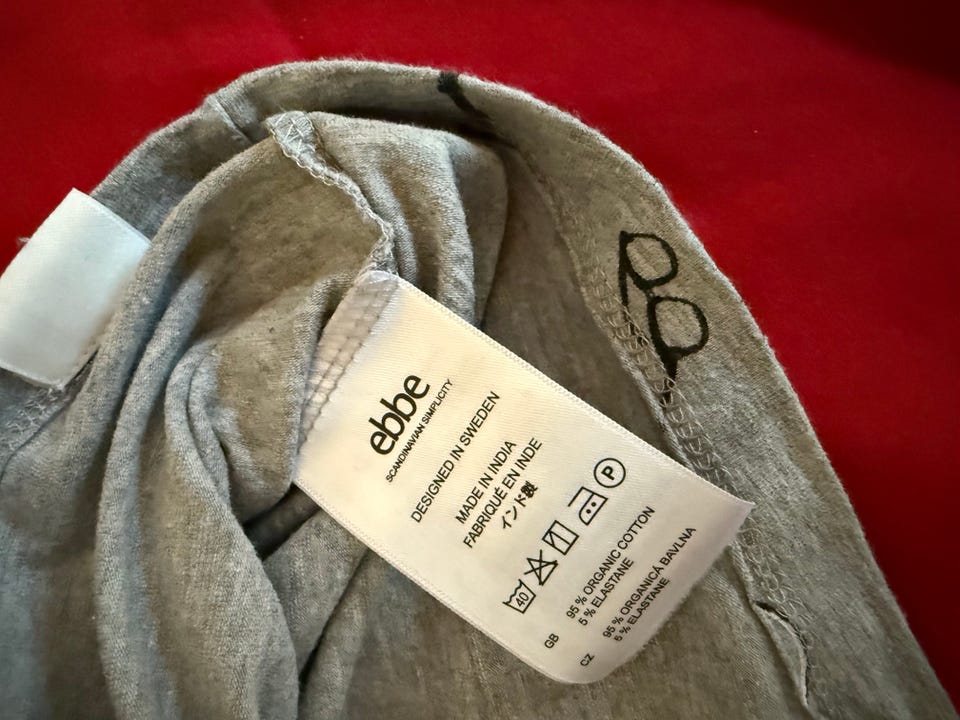 ebbe
SCANDINAVIAN SIMPLICITY
DESIGNED IN SWEDEN
MADE IN INDIA
FABRIQUÉ EN INDE
インド製
40
P
GB
95 % ORGANIC COTTON
5 % ELASTANE
CZ
95 % ORGANICÁ BAVLNA
5 % ELASTANE